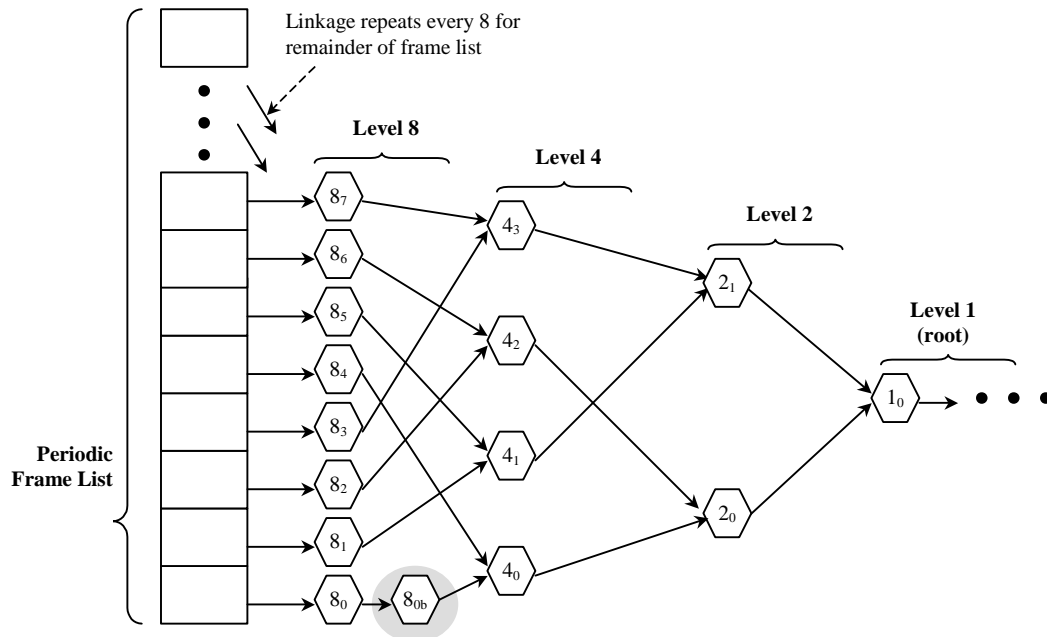 Linkage repeats every 8 for
remainder of frame list
Level 8
Level 4
Level 2
Level 1
(root)
Periodic
Frame List
8₇
8₆
8₅
8₄
8₃
8₂
8₁
8₀
8₀b
4₃
4₂
4₁
4₀
2₁
2₀
1₀